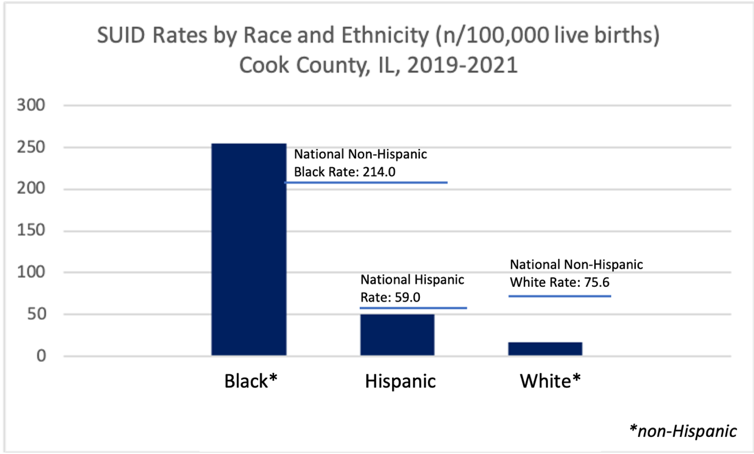 SUID Rates by Race and Ethnicity (n/100,000 live births)
Cook County, IL, 2019-2021
300
250
200
150
100
50
0
National Non-Hispanic
Black Rate: 214.0
National Hispanic
Rate: 59.0
National Non-Hispanic
White Rate: 75.6
Black*
Hispanic
White*
*non-Hispanic